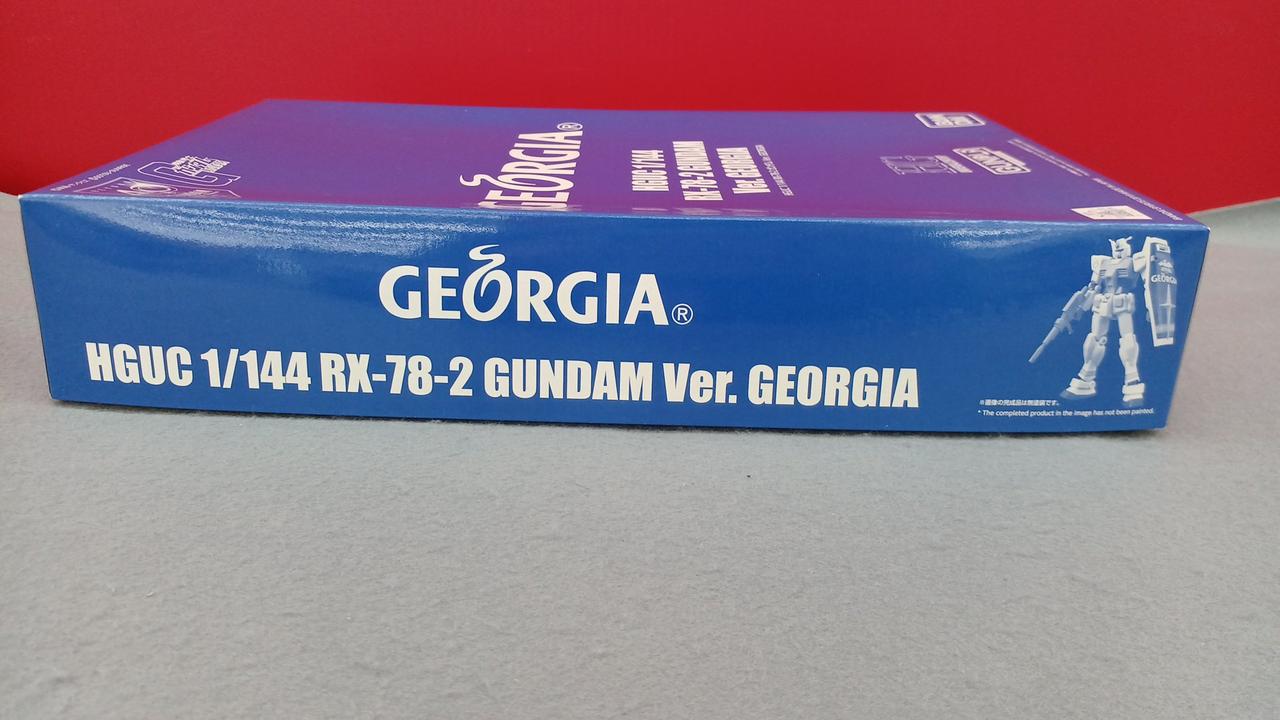 GEORGIA®
HGUC 1/144
RX-78-2 GUNDAM
Ver. GEORGIA
GEORGIA®
HGUC 1/144 RX-78-2 GUNDAM Ver. GEORGIA
GEORGIA
※画像の完成品は無塗装です。
* The completed product in the image has not been painted.